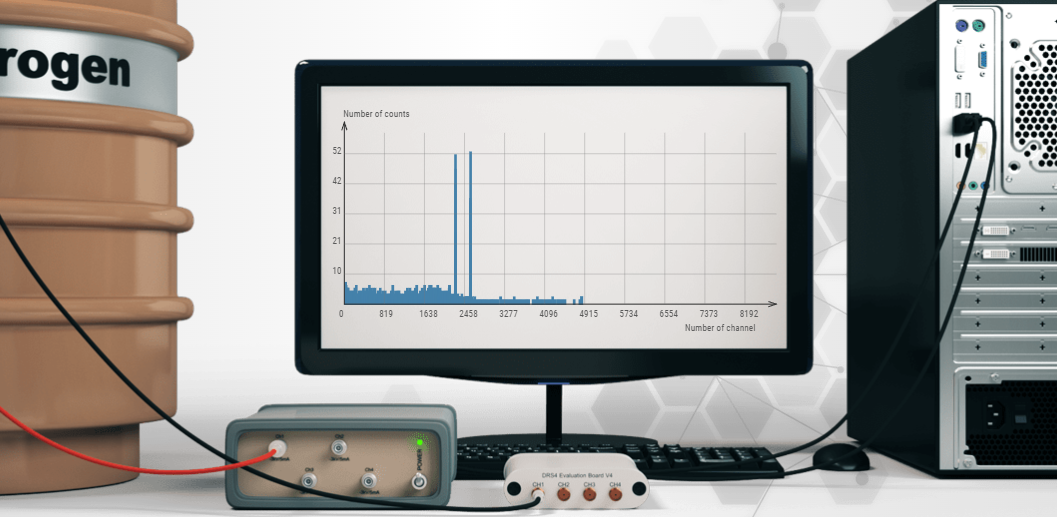 rogen
Number of counts
52
42
31
21
10
0 819 1638 2458 3277 4096 4915 5734 6554 7373 8192
Number of channel
POWER
DRS4 Evaluation Board V4
CH1 CH2 CH3 CH4